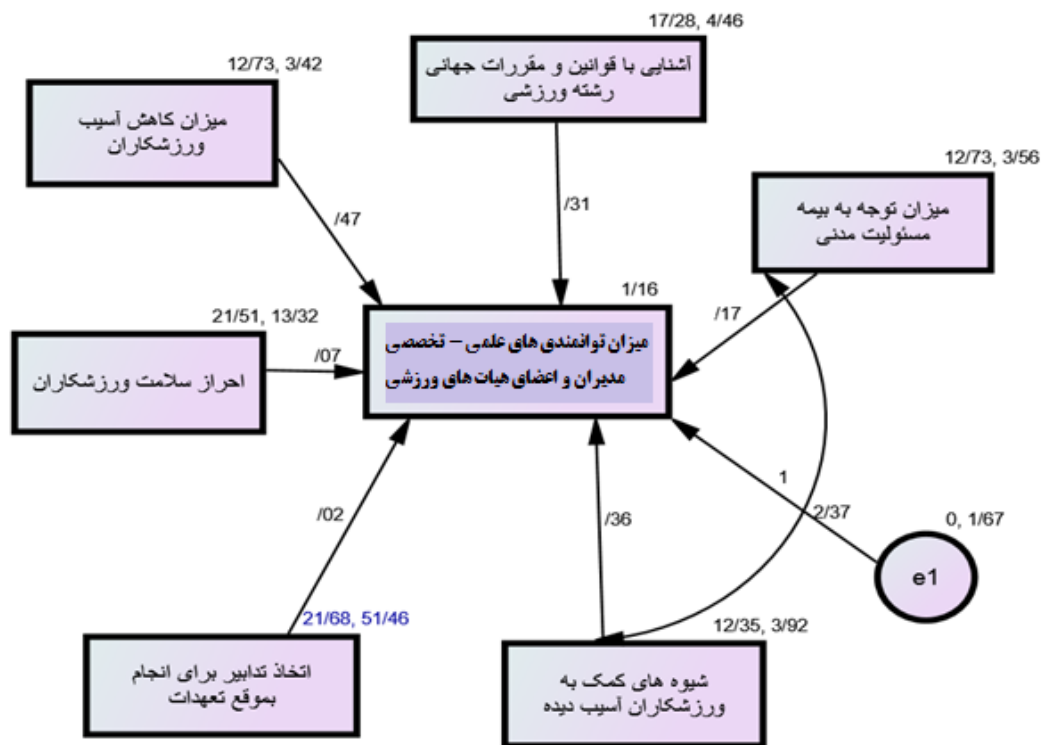 17/28, 4/46
آشنایی با قوانین و مقررات جهانی
رشته ورزشی
12/73, 3/42
میزان کاهش آسیب
ورزشکاران
12/73, 3/56
میزان توجه به بیمه
مسئولیت مدنی
/47
/31
/17
1/16
میزان توانمندی های علمی – تخصصی
مدیران و اعضای هیات های ورزشی
21/51, 13/32
احراز سلامت ورزشکاران
/07
/02
/36
1
2/37
0, 1/67
e1
21/68, 51/46
اتخاذ تدابیر برای انجام
بموقع تعهدات
12/35, 3/92
شیوه های کمک به
ورزشکاران آسیب دیده